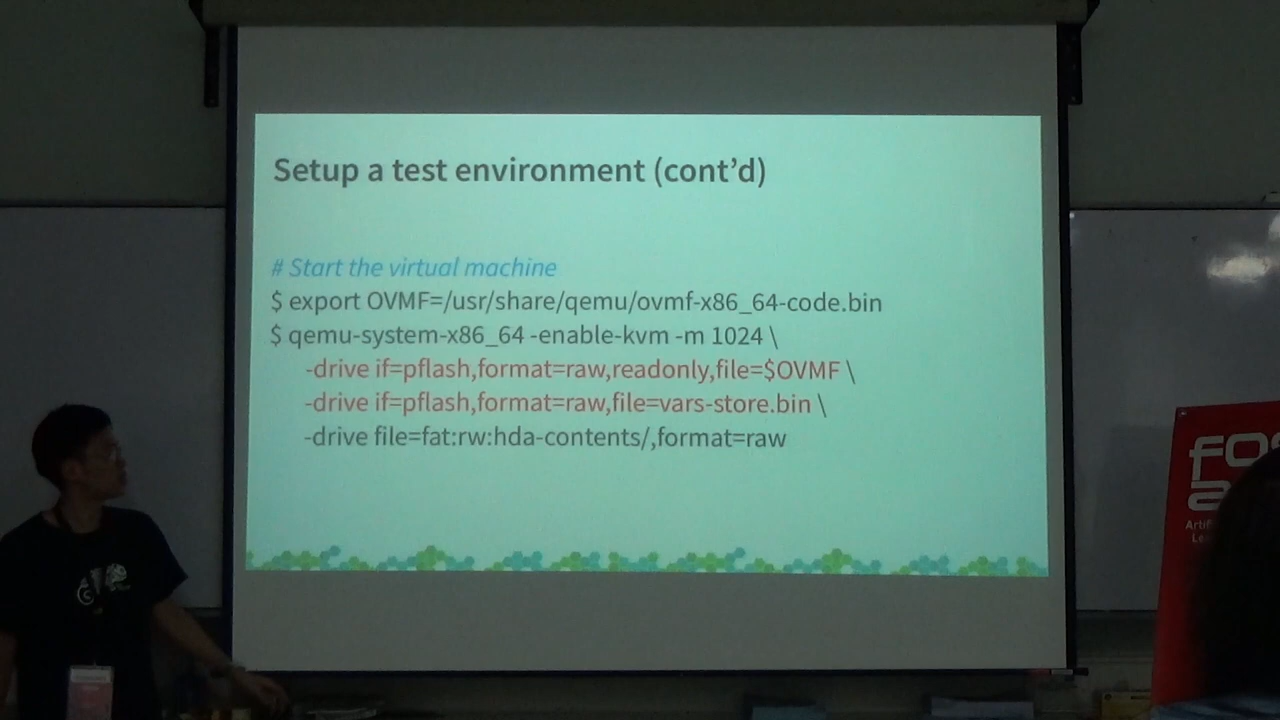 Setup a test environment (cont’d)
# Start the virtual machine
$ export OVMF=/usr/share/qemu/ovmf-x86_64-code.bin
$ qemu-system-x86_64 -enable-kvm -m 1024 \
-drive if=pflash,format=raw,readonly,file=$OVMF \
-drive if=pflash,format=raw,file=vars-store.bin \
-drive file=fat:rw:hda-contents/,format=raw